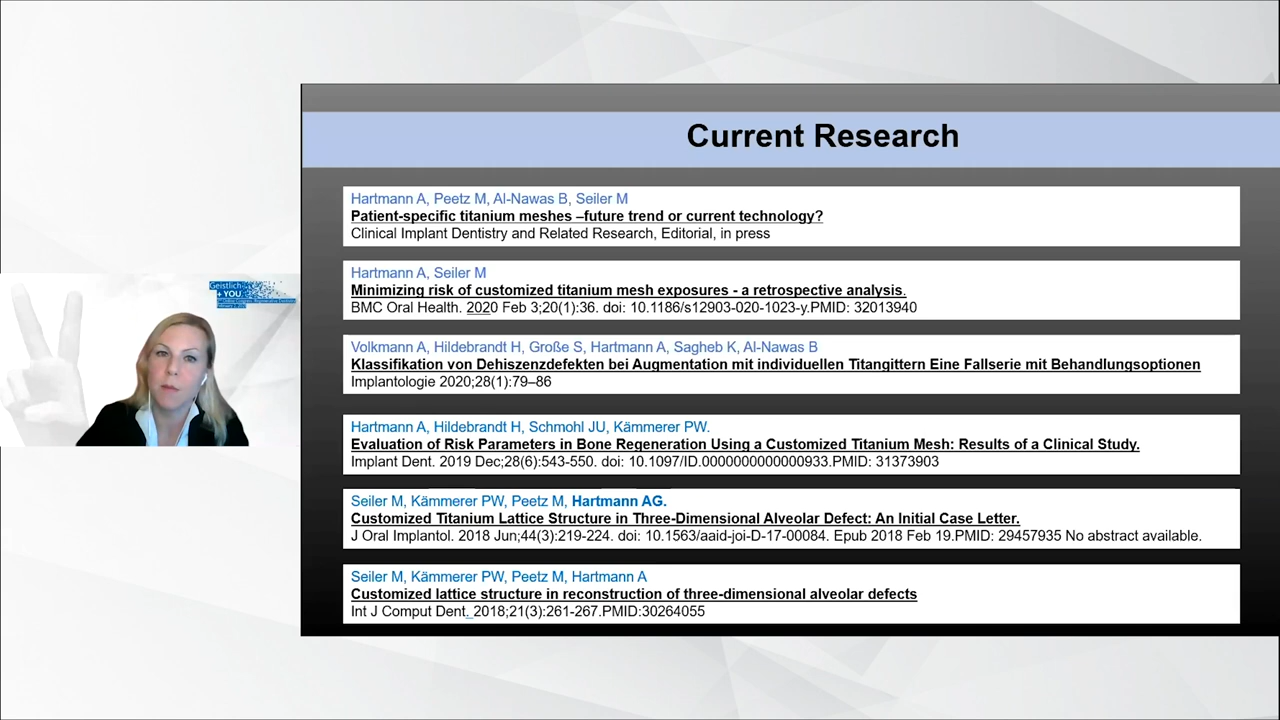 Current Research
Hartmann A, Peetz M, Al-Nawas B, Seiler M
Patient-specific titanium meshes –future trend or current technology?
Clinical Implant Dentistry and Related Research, Editorial, in press
Hartmann A, Seiler M
Minimizing risk of customized titanium mesh exposures - a retrospective analysis.
BMC Oral Health. 2020 Feb 3;20(1):36. doi: 10.1186/s12903-020-1023-y.PMID: 32013940
Volkmann A, Hildebrandt H, Große S, Hartmann A, Sagheb K, Al-Nawas B
Klassifikation von Dehiszenzdefekten bei Augmentation mit individuellen Titangittern Eine Fallserie mit Behandlungsoptionen
Implantologie 2020;28(1):79–86
Hartmann A, Hildebrandt H, Schmohl JU, Kämmerer PW.
Evaluation of Risk Parameters in Bone Regeneration Using a Customized Titanium Mesh: Results of a Clinical Study.
Implant Dent. 2019 Dec;28(6):543-550. doi: 10.1097/ID.0000000000000933.PMID: 31373903
Seiler M, Kämmerer PW, Peetz M, Hartmann AG.
Customized Titanium Lattice Structure in Three-Dimensional Alveolar Defect: An Initial Case Letter.
J Oral Implantol. 2018 Jun;44(3):219-224. doi: 10.1563/aaid-joi-D-17-00084. Epub 2018 Feb 19.PMID: 29457935 No abstract available.
Seiler M, Kämmerer PW, Peetz M, Hartmann A
Customized lattice structure in reconstruction of three-dimensional alveolar defects
Int J Comput Dent. 2018;21(3):261-267.PMID:30264055
Geistlich
+ YOU